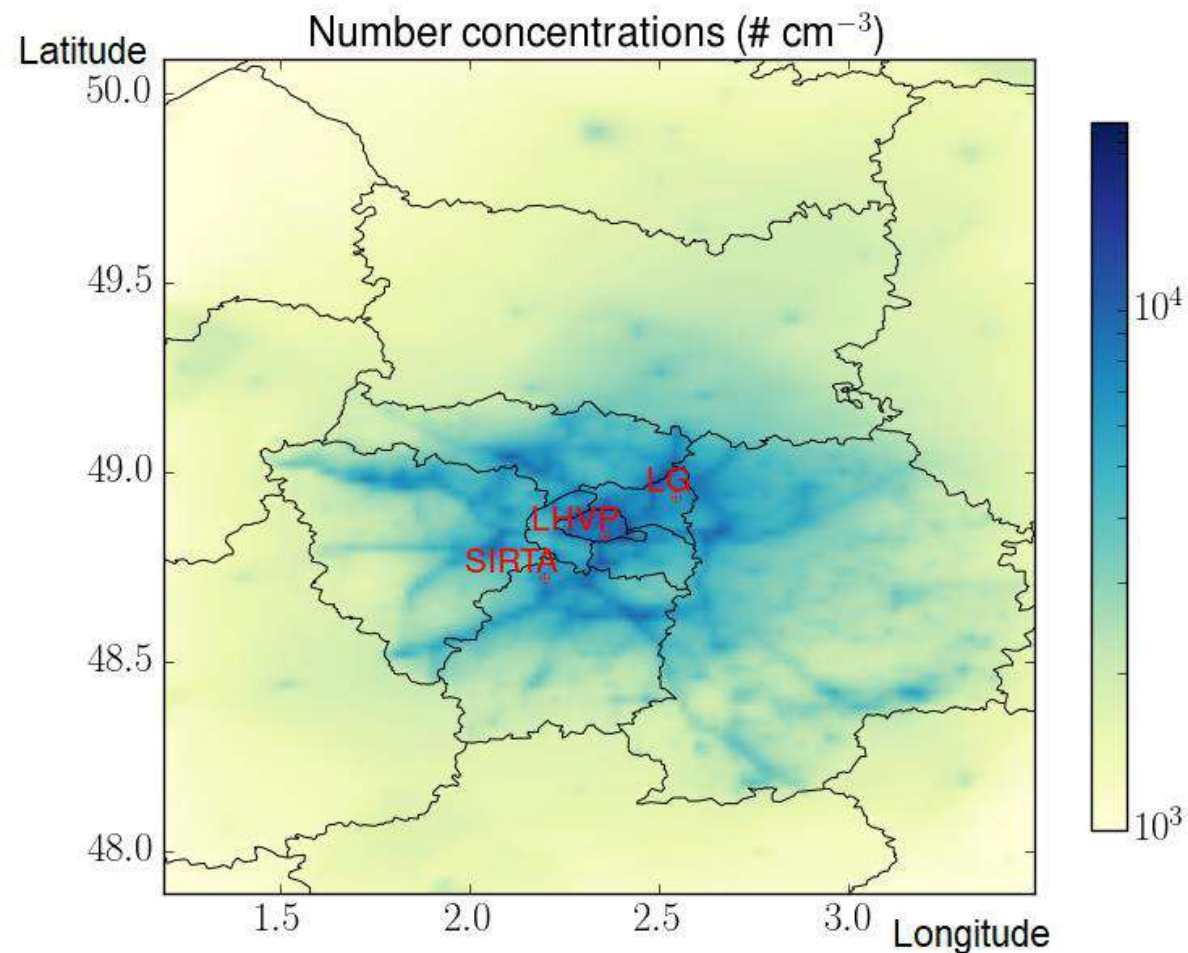 Number concentrations (# cm⁻³)
Latitude
50.0
49.5
10⁴
49.0
LG
LHVP
SIRTA
48.5
10³
48.0
1.5 2.0 2.5 3.0
Longitude